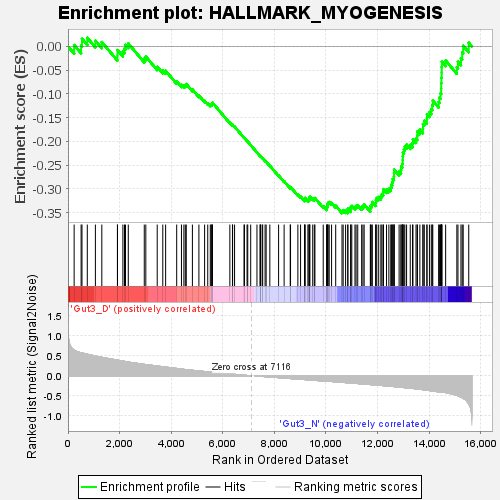 Enrichment plot: HALLMARK_MYOGENESIS
Enrichment score (ES)
0.00
-0.05
-0.10
-0.15
-0.20
-0.25
-0.30
-0.35
'Gut3_D' (positively correlated)
Ranked list metric (Signal2Noise)
1.5
1.0
0.5
0.0
-0.5
-1.0
Zero cross at 7116
'Gut3_N' (negatively correlated)
0 2,000 4,000 6,000 8,000 10,000 12,000 14,000 16,000
Rank in Ordered Dataset
Enrichment profile Hits Ranking metric scores